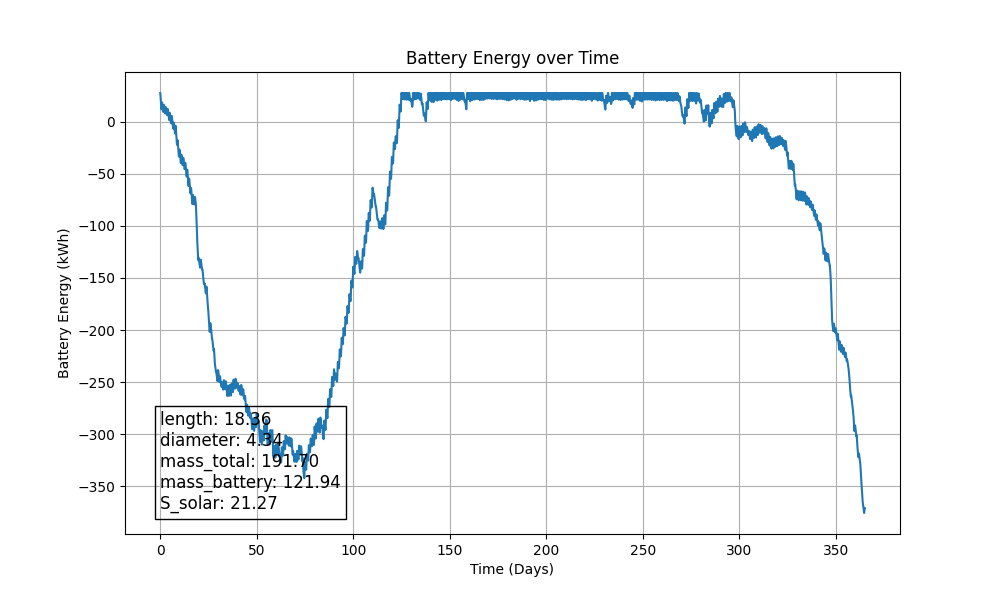 Battery Energy over Time
Battery Energy (kWh)
0
−50
−100
−150
−200
−250
−300
−350
length: 18.36
diameter: 4.34
mass_total: 191.70
mass_battery: 121.94
S_solar: 21.27
0 50 100 150 200 250 300 350
Time (Days)